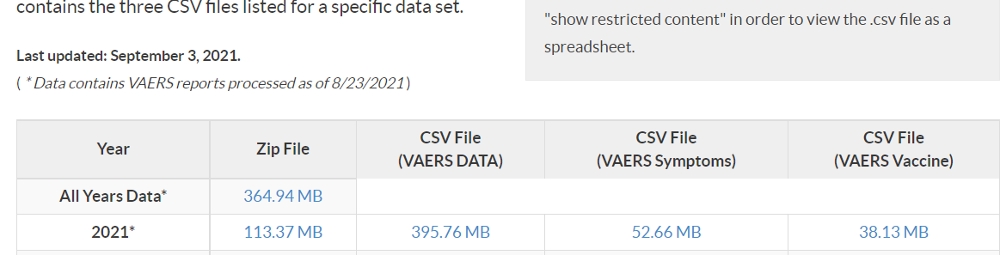 contains the three CSV files listed for a specific data set.
"show restricted content" in order to view the .csv file as a
spreadsheet.
Last updated: September 3, 2021.
( * Data contains VAERS reports processed as of 8/23/2021)
Year Zip File CSV File (VAERS DATA) CSV File (VAERS Symptoms) CSV File (VAERS Vaccine)
All Years Data* 364.94 MB
2021* 113.37 MB 395.76 MB 52.66 MB 38.13 MB